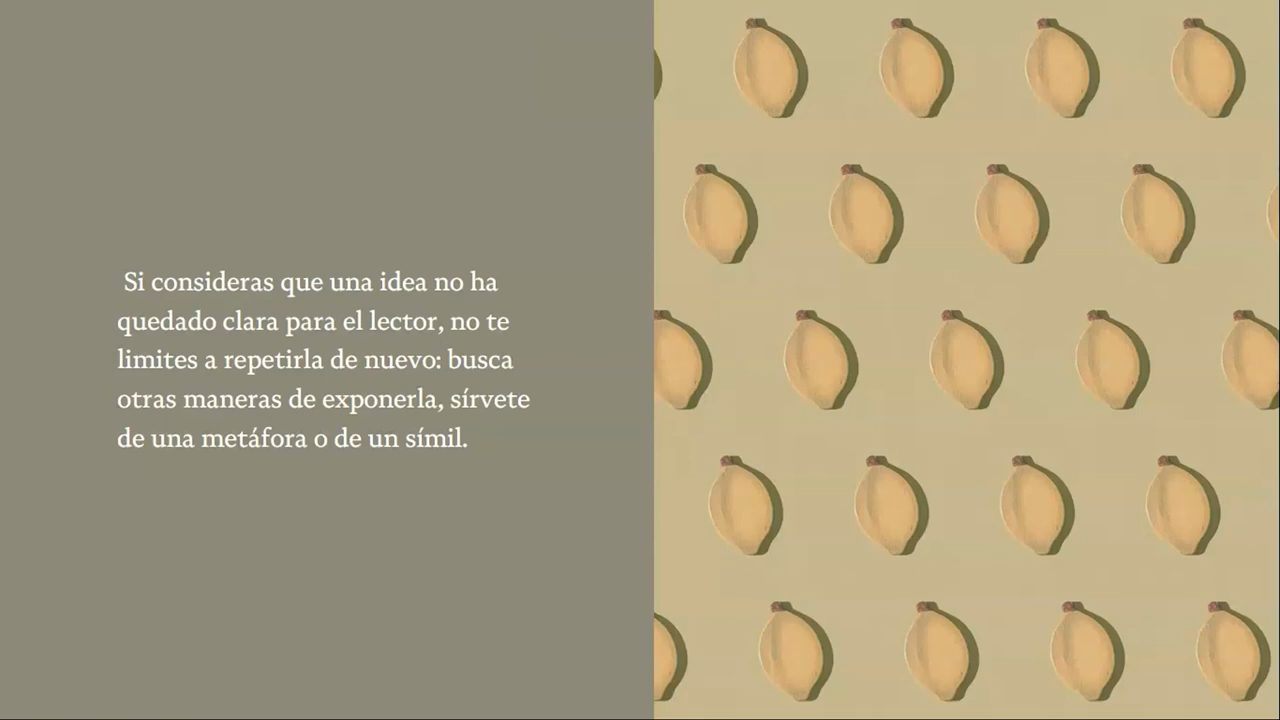 Si consideras que una idea no ha
quedado clara para el lector, no te
limites a repetirla de nuevo: busca
otras maneras de exponerla, sírvete
de una metáfora o de un símil.